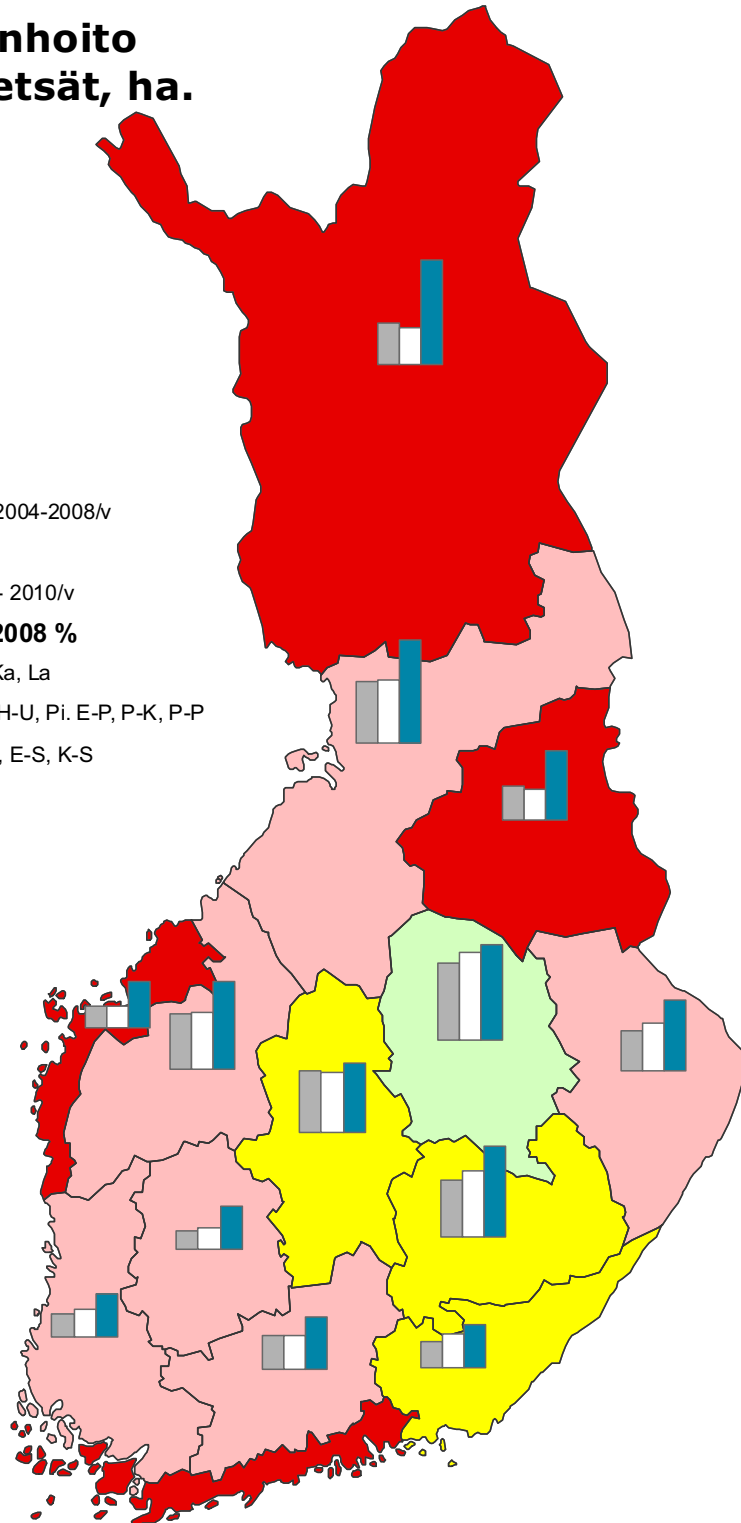 nhoito
etsät, ha.
2004-2008/v
- 2010/v
2008 %
Ka, La
H-U, Pi. E-P, P-K, P-P
, E-S, K-S